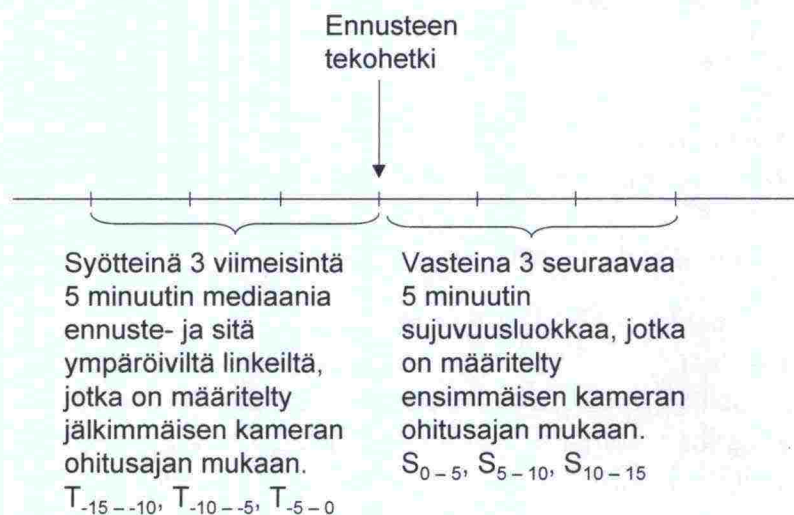 Ennusteen
tekohetki
Syötteinä 3 viimeisintä
5 minuutin mediaania
ennuste- ja sitä
ympäröiviltä linkeiltä,
jotka on määritelty
jälkimmäisen kameran
ohitusajan mukaan.
T-15 – -10, T-10 – -5, T-5 – 0
Vasteina 3 seuraavaa
5 minuutin
sujuvuusluokkaa, jotka
on määritelty
ensimmäisen kameran
ohitusajan mukaan.
S0 – 5, S5 – 10, S10 – 15